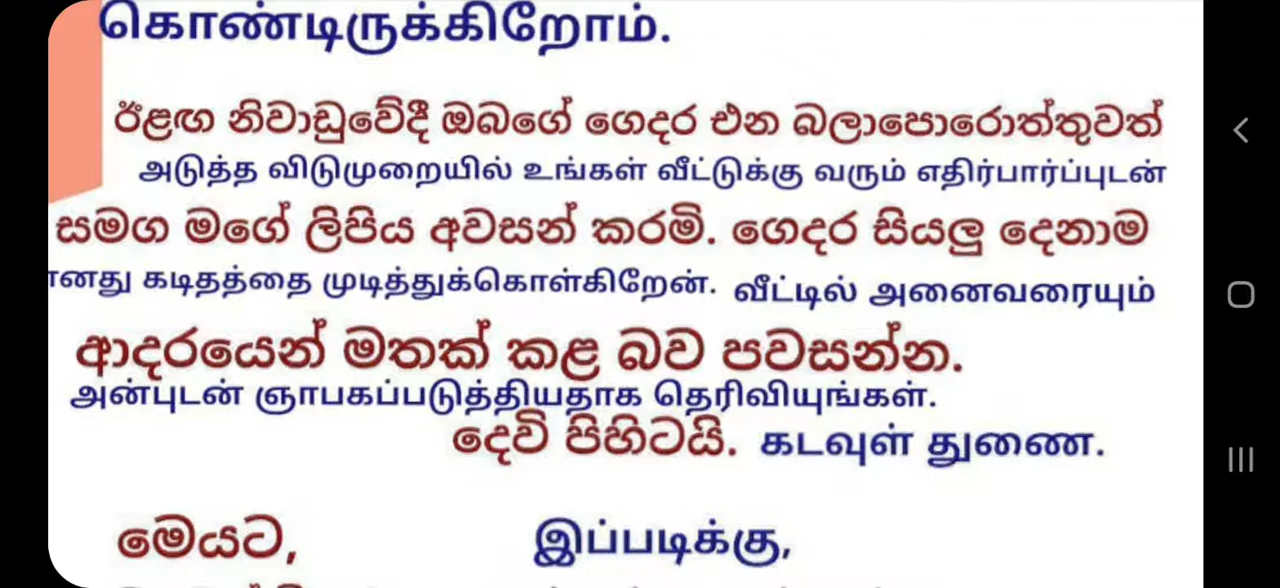 கொண்டிருக்கிறோம்.
ඊළඟ නිවාඩුවේදී ඔබගේ ගෙදර එන බලාපොරොත්තුවත්
அடுத்த விடுமுறையில் உங்கள் வீட்டுக்கு வரும் எதிர்பார்ப்புடன்
සමග මගේ ලිපිය අවසන් කරමි. ගෙදර සියලු දෙනාම
எனது கடிதத்தை முடித்துக்கொள்கிறேன். வீட்டில் அனைவரையும்
ආදරයෙන් මතක් කළ බව පවසන්න.
அன்புடன் ஞாபகப்படுத்தியதாக தெரிவியுங்கள்.
දෙවි පිහිටයි. கடவுள் துணை.
මෙයට, இப்படிக்கு,